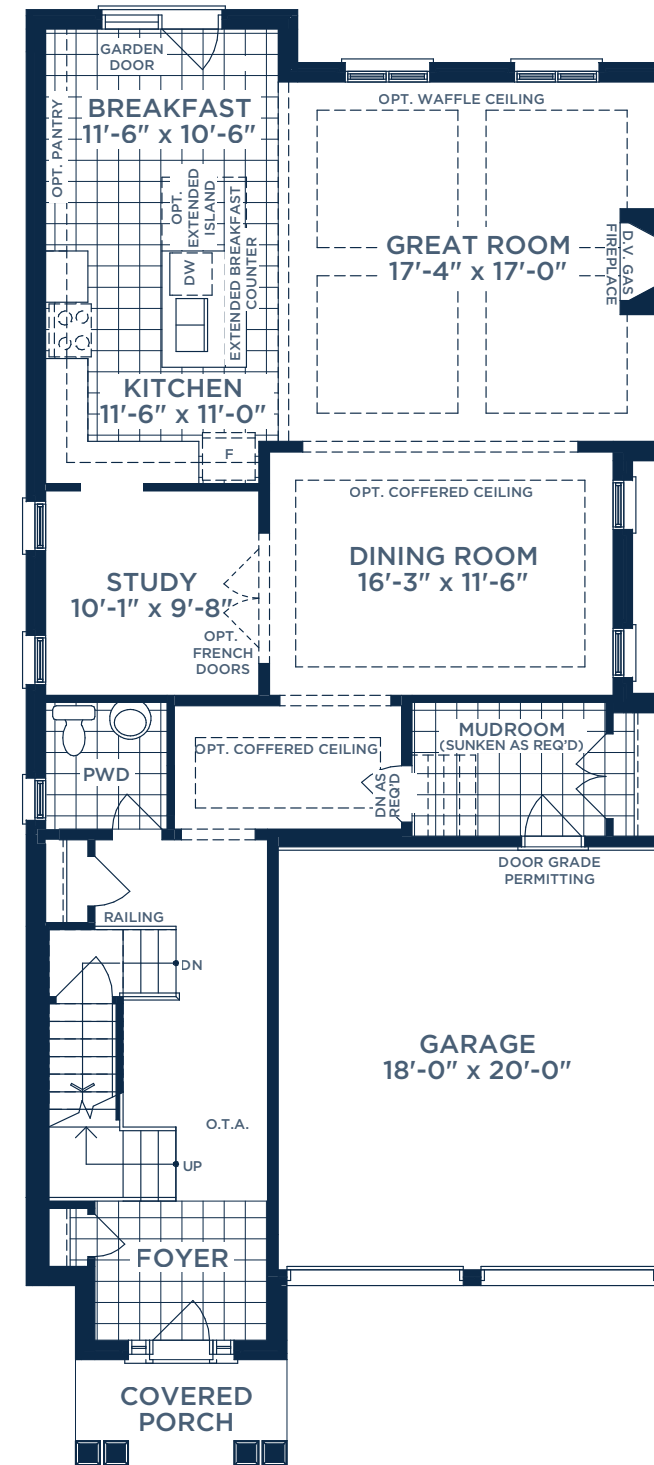 GARDEN
DOOR
BREAKFAST
11'-6" x 10'-6"
OPT. PANTRY
OPT. WAFFLE CEILING
OPT.
EXTENDED
ISLAND
EXTENDED BREAKFAST
COUNTER
DW
GREAT ROOM
17'-4" x 17'-0"
D.V. GAS
FIREPLACE
KITCHEN
11'-6" x 11'-0"
F
OPT. COFFERED CEILING
DINING ROOM
16'-3" x 11'-6"
STUDY
10'-1" x 9'-8"
OPT.
FRENCH
DOORS
PWD
OPT. COFFERED CEILING
DN AS
REQ'D
MUDROOM
(SUNKEN AS REQ'D)
DOOR GRADE
PERMITTING
RAILING
DN
GARAGE
18'-0" x 20'-0"
O.T.A.
UP
FOYER
COVERED
PORCH